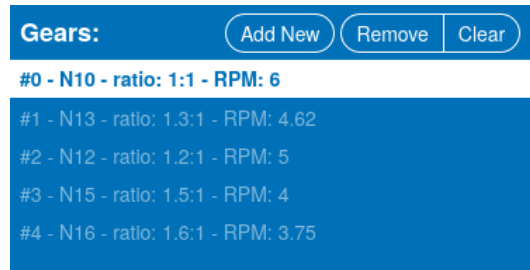 Gears: Add New Remove Clear
#0 - N10 - ratio: 1:1 - RPM: 6
#1 - N13 - ratio: 1.3:1 - RPM: 4.62
#2 - N12 - ratio: 1.2:1 - RPM: 5
#3 - N15 - ratio: 1.5:1 - RPM: 4
#4 - N16 - ratio: 1.6:1 - RPM: 3.75